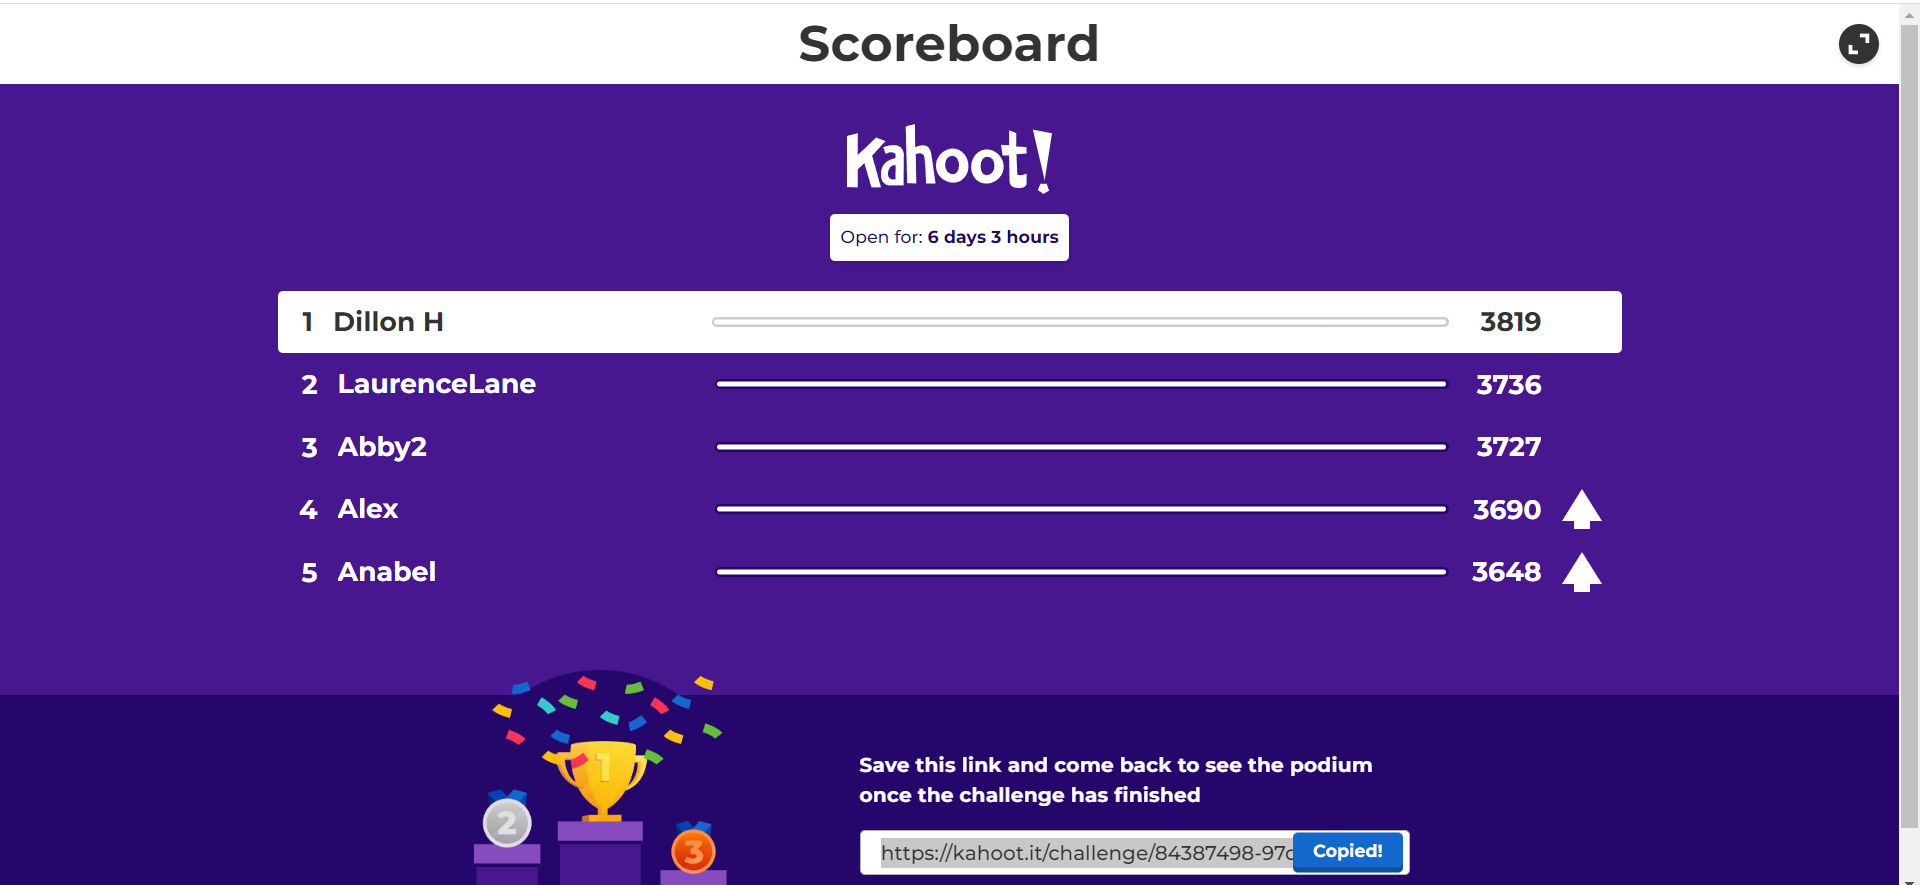 Scoreboard
Kahoot!
Open for: 6 days 3 hours
1 Dillon H 3819
2 LaurenceLane 3736
3 Abby2 3727
4 Alex 3690
5 Anabel 3648
1
2
3
Save this link and come back to see the podium
once the challenge has finished
https://kahoot.it/challenge/84387498-97 Copied!